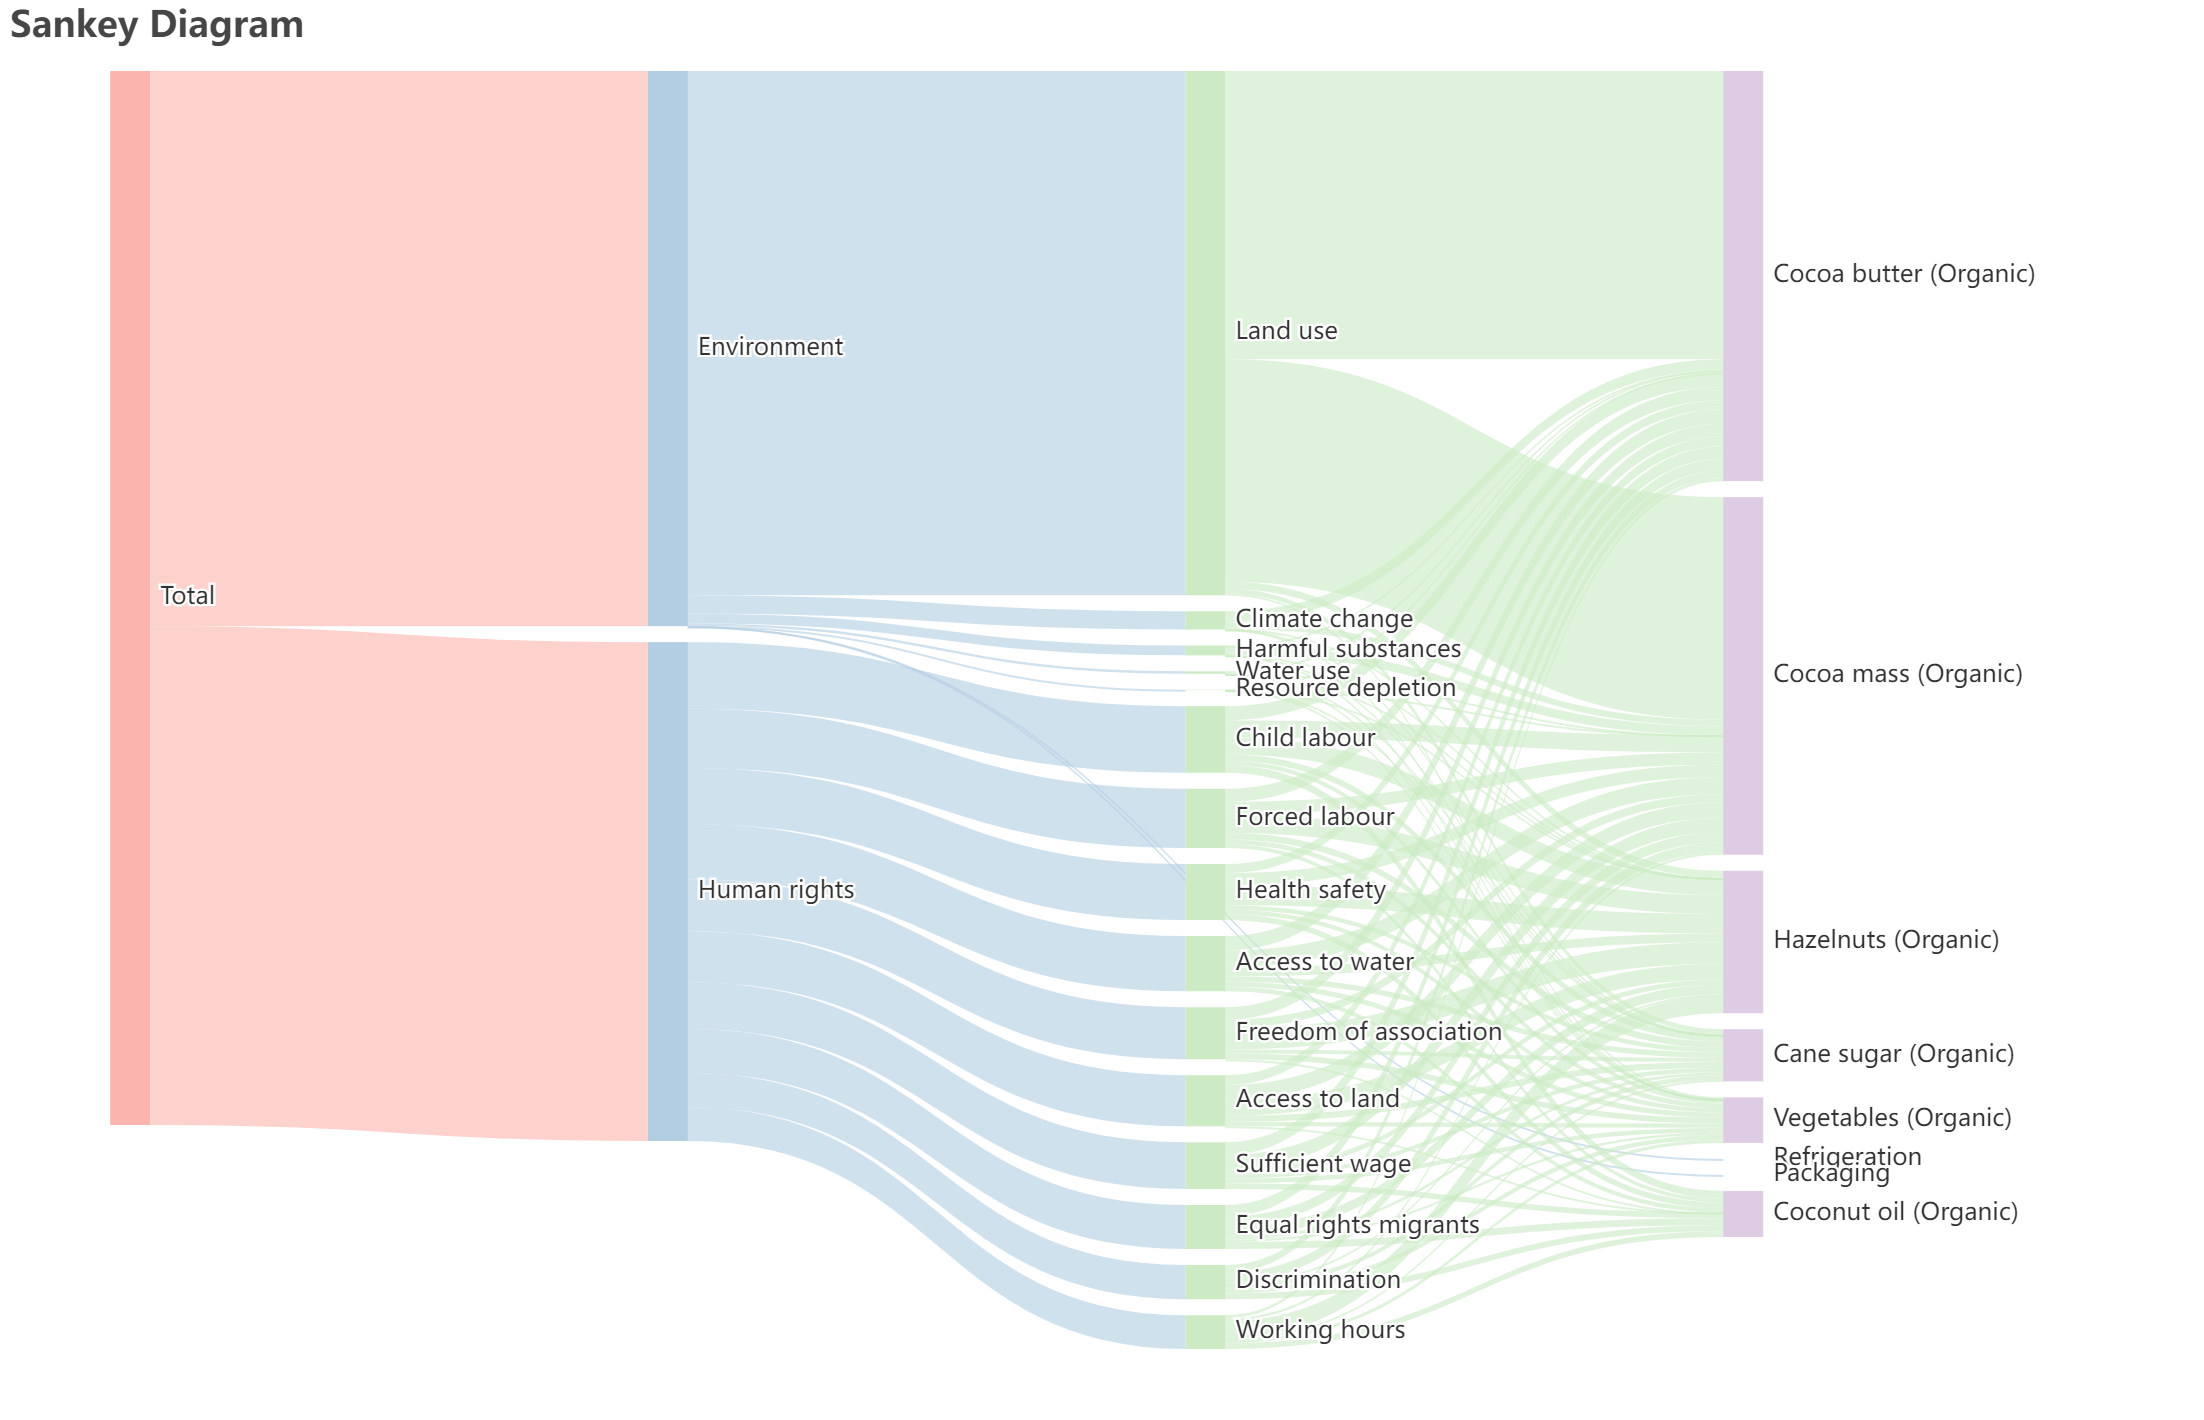 Sankey Diagram
Total
Environment
Human rights
Land use
Climate change
Harmful substances
Water use
Resource depletion
Child labour
Forced labour
Health safety
Access to water
Freedom of association
Access to land
Sufficient wage
Equal rights migrants
Discrimination
Working hours
Cocoa butter (Organic)
Cocoa mass (Organic)
Hazelnuts (Organic)
Cane sugar (Organic)
Vegetables (Organic)
Refrigeration
Packaging
Coconut oil (Organic)